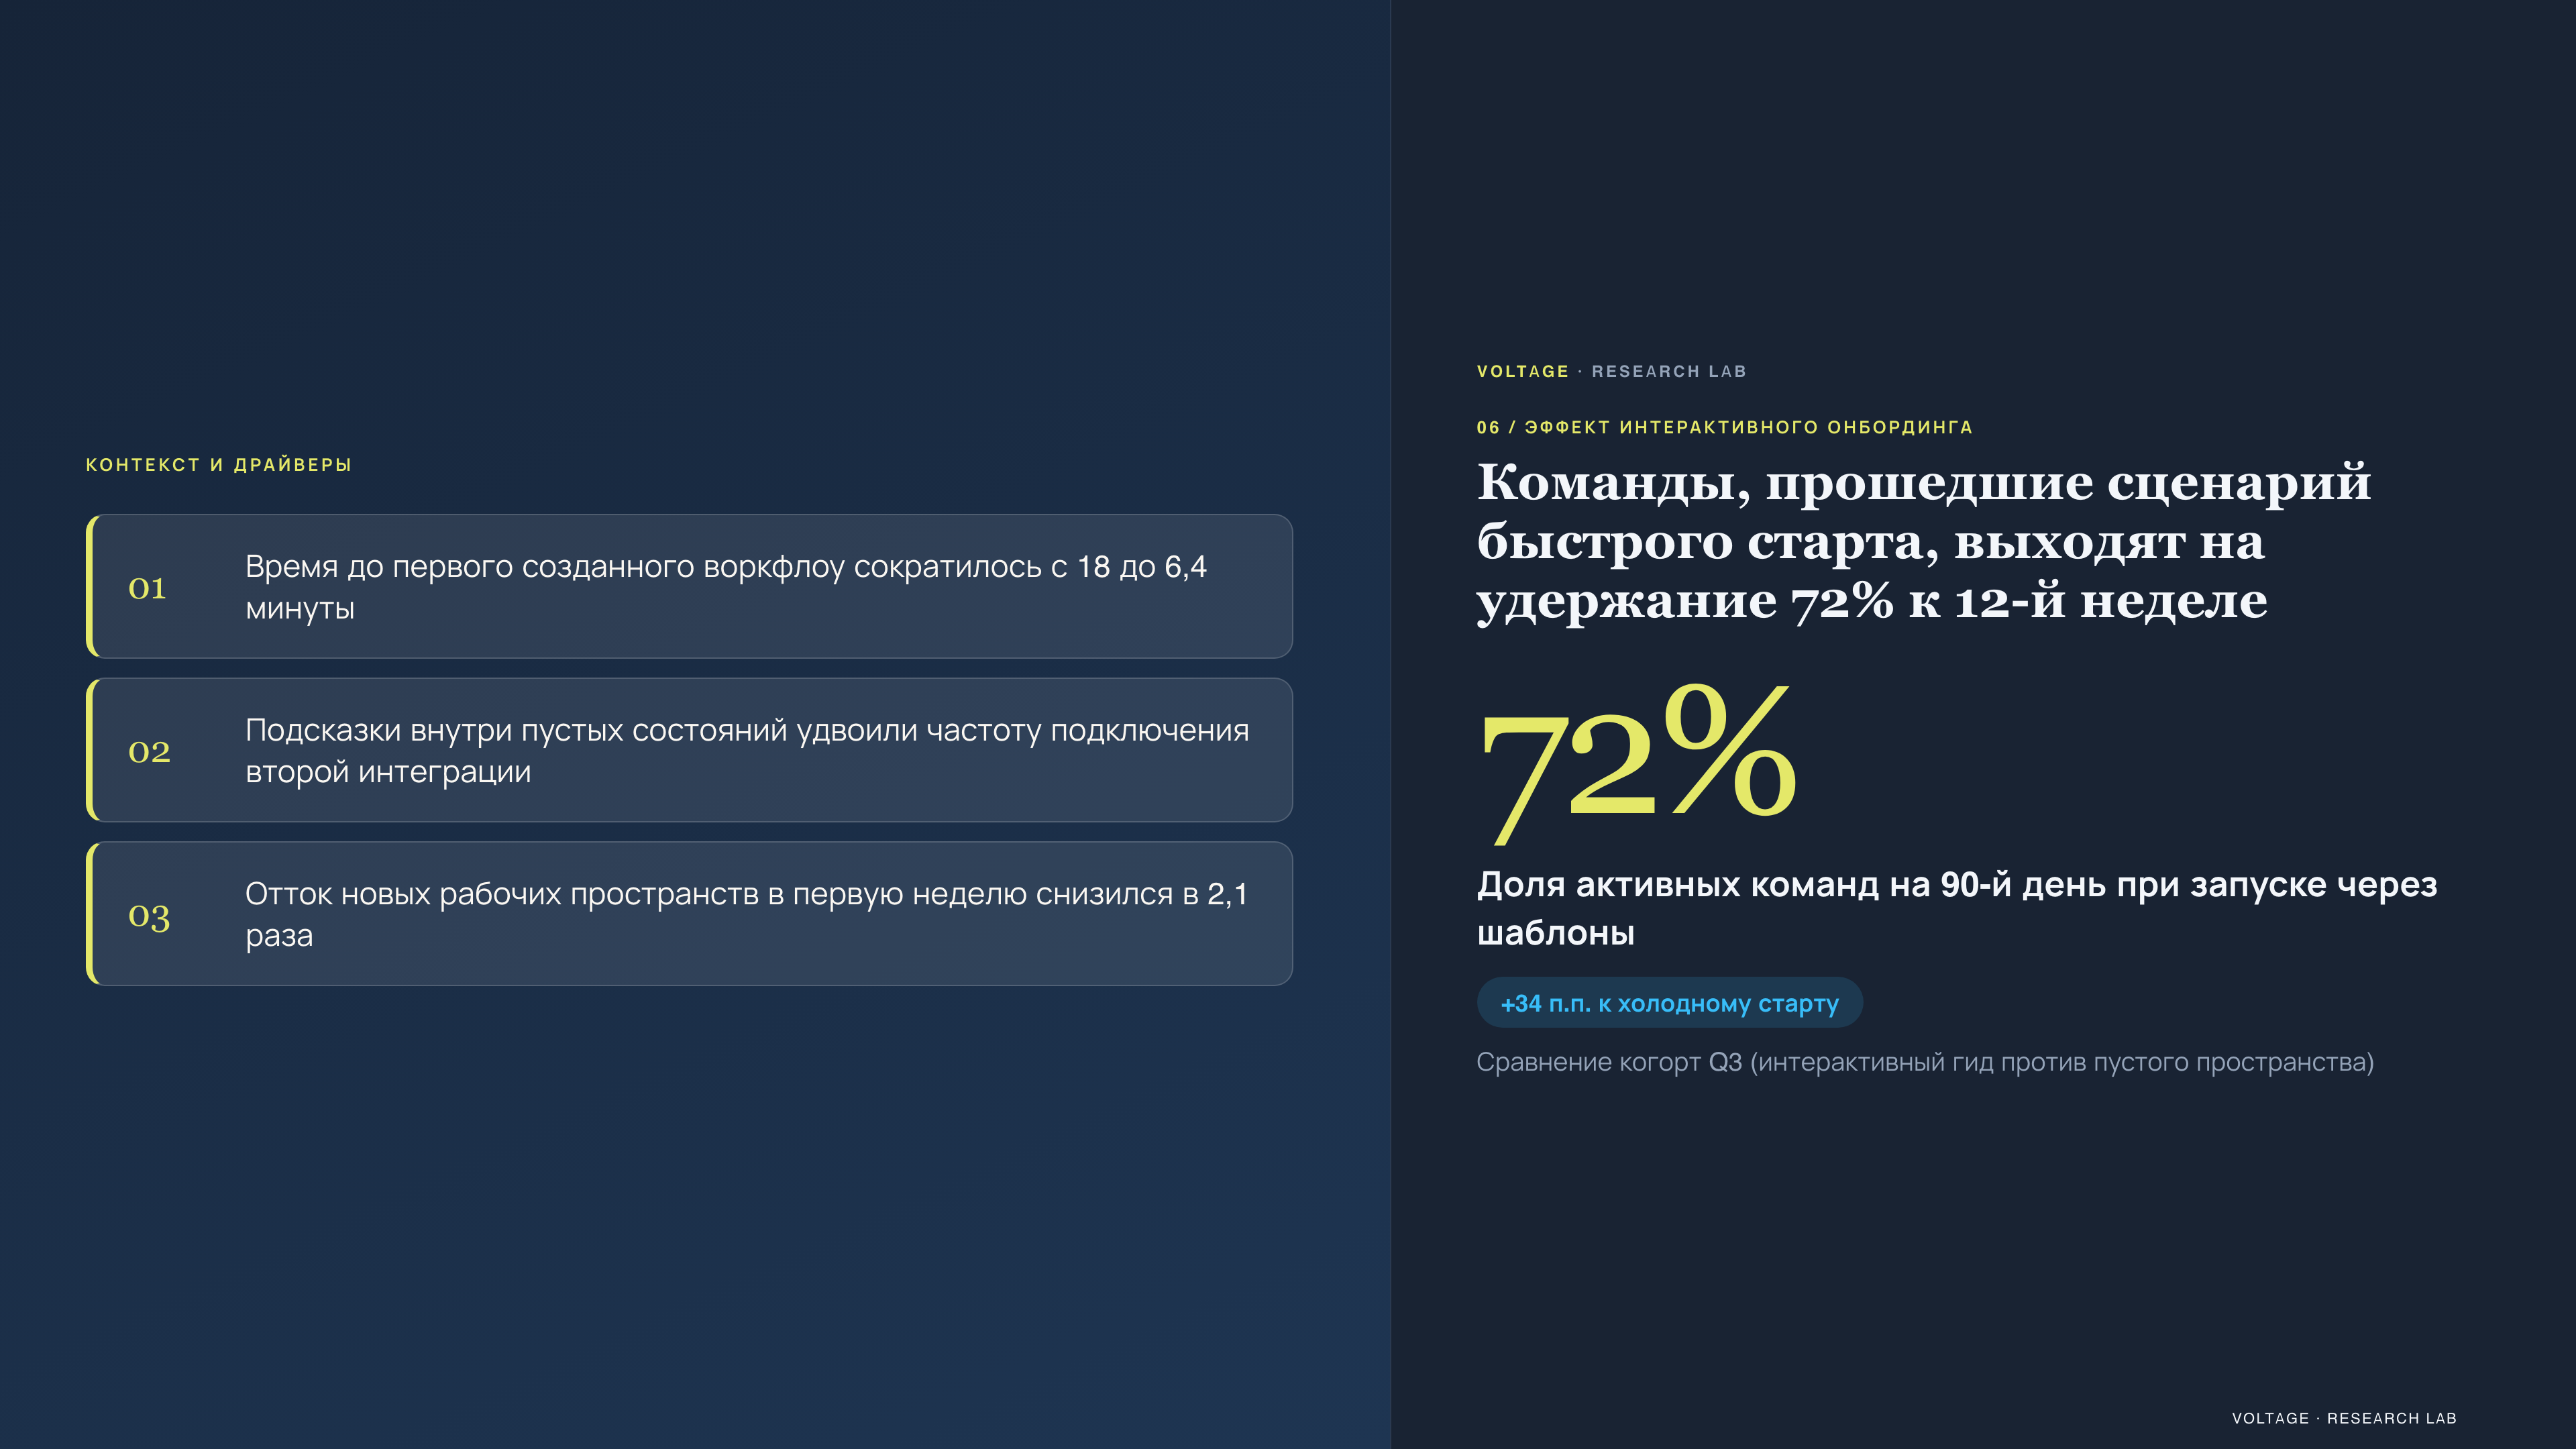 КОНТЕКСТ И ДРАЙВЕРЫ
01
Время до первого созданного воркфлоу сократилось с 18 до 6,4
минуты
02
Подсказки внутри пустых состояний удвоили частоту подключения
второй интеграции
03
Отток новых рабочих пространств в первую неделю снизился в 2,1
раза
VOLTAGE · RESEARCH LAB
06 / ЭФФЕКТ ИНТЕРАКТИВНОГО ОНБОРДИНГА
Команды, прошедшие сценарий
быстрого старта, выходят на
удержание 72% к 12-й неделе
72%
Доля активных команд на 90-й день при запуске через
шаблоны
+34 п.п. к холодному старту
Сравнение когорт Q3 (интерактивный гид против пустого пространства)
VOLTAGE · RESEARCH LAB